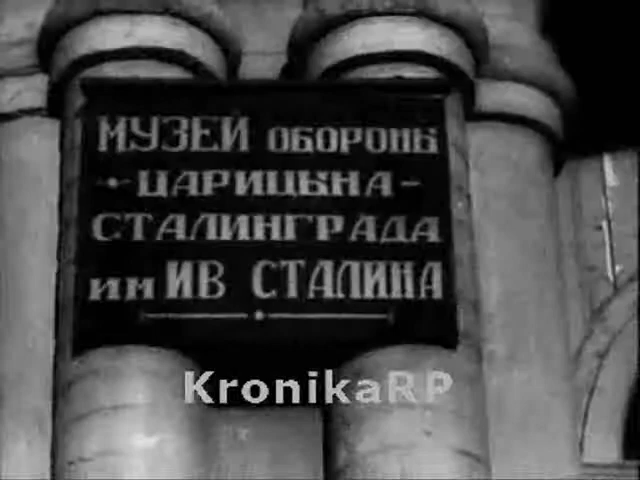 МУЗЕЙ ОБОРОНЫ
ЦАРИЦЫНА-
СТАЛИНГРАДА
им ИВ СТАЛИНА
KronikaRP